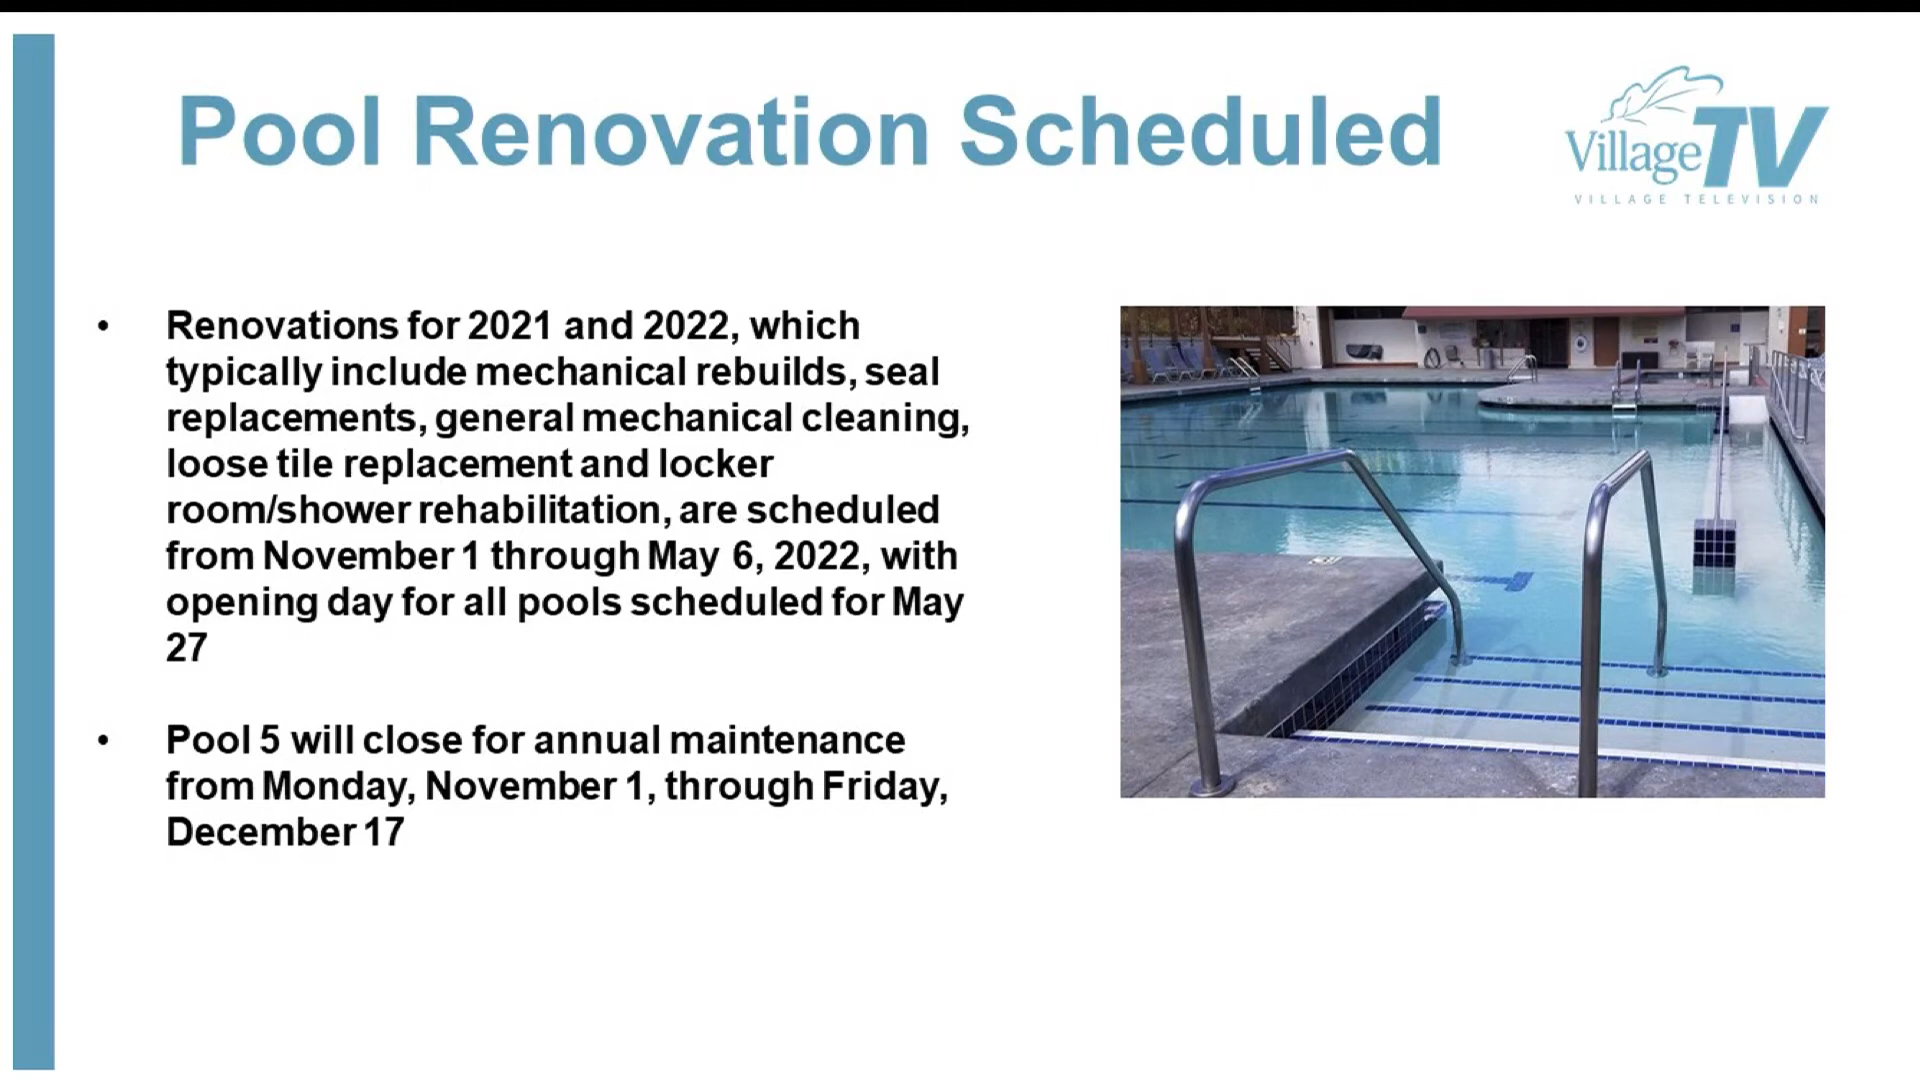 Pool Renovation Scheduled
Village TV
VILLAGE TELEVISION
• Renovations for 2021 and 2022, which
typically include mechanical rebuilds, seal
replacements, general mechanical cleaning,
loose tile replacement and locker
room/shower rehabilitation, are scheduled
from November 1 through May 6, 2022, with
opening day for all pools scheduled for May
27
• Pool 5 will close for annual maintenance
from Monday, November 1, through Friday,
December 17